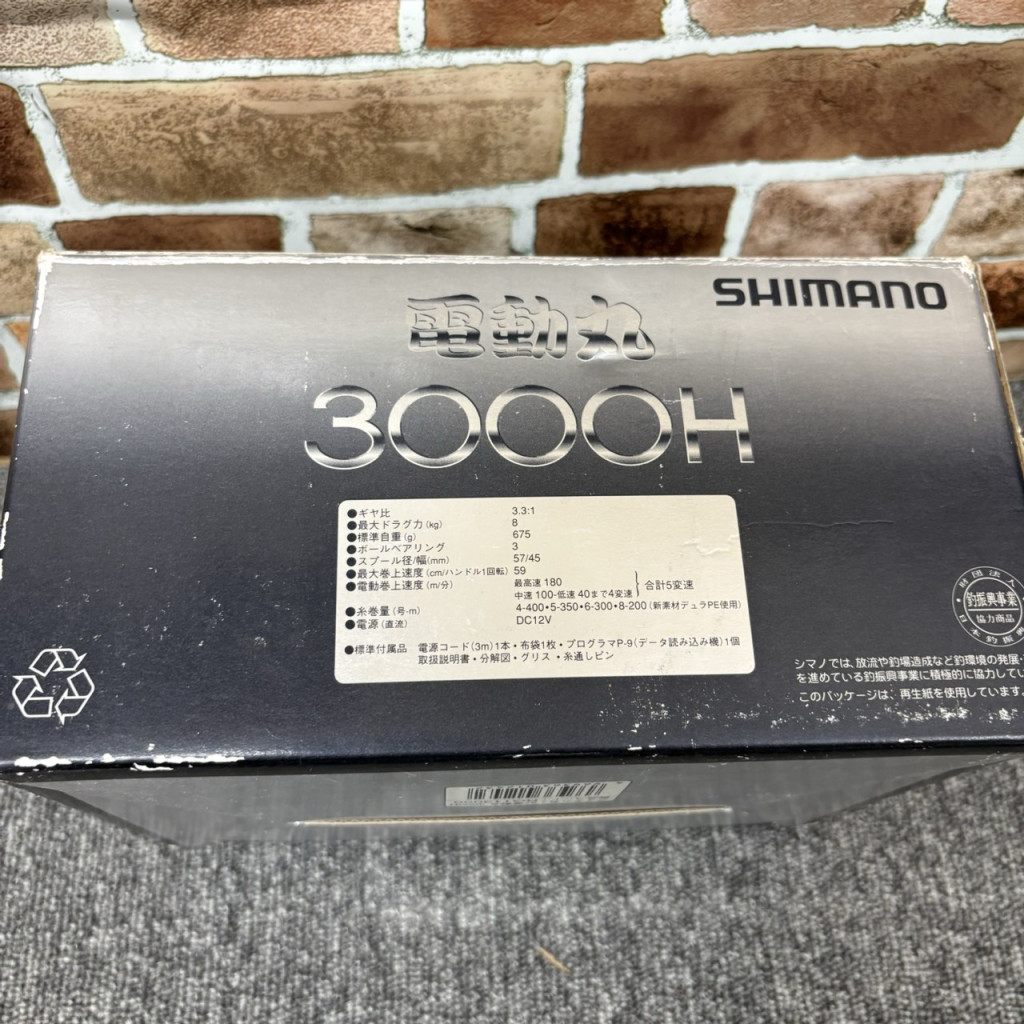 SHIMANO
電動丸
3000H
●ギヤ比 3.3:1
●最大ドラグ力(kg) 8
●標準自重(g) 675
●ボールベアリング 3
●スプール径/幅(mm) 57/45
●最大巻上速度(cm/ハンドル1回転) 59
●電動巻上速度(m/分) 最高速 180
中速 100-低速 40まで4変速 合計5変速
●糸巻量(号-m) 4-400・5-350・6-300・8-200(新素材デュラPE使用)
●電源(直流) DC12V
●標準付属品 電源コード(3m)1本・布袋1枚・プログラマP-9(データ読み込み機)1個
取扱説明書・分解図・グリス・糸通しピン
財団法人
釣振興事業
協力商品
日本釣振
シマノでは、放流や釣場造成など釣環境の発展・
を進めている釣振興事業に積極的に協力してい
このパッケージは、再生紙を使用しています。